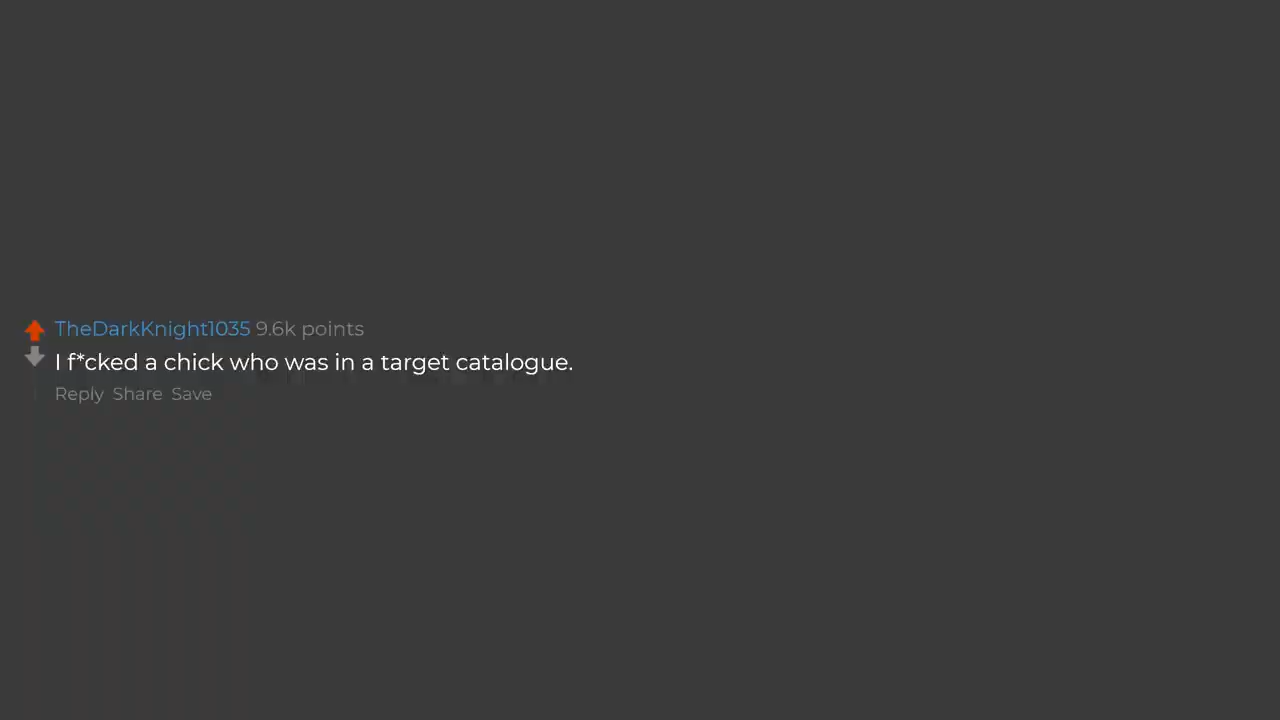 TheDarkKnight1035 9.6k points
I f*cked a chick who was in a target catalogue.
Reply Share Save